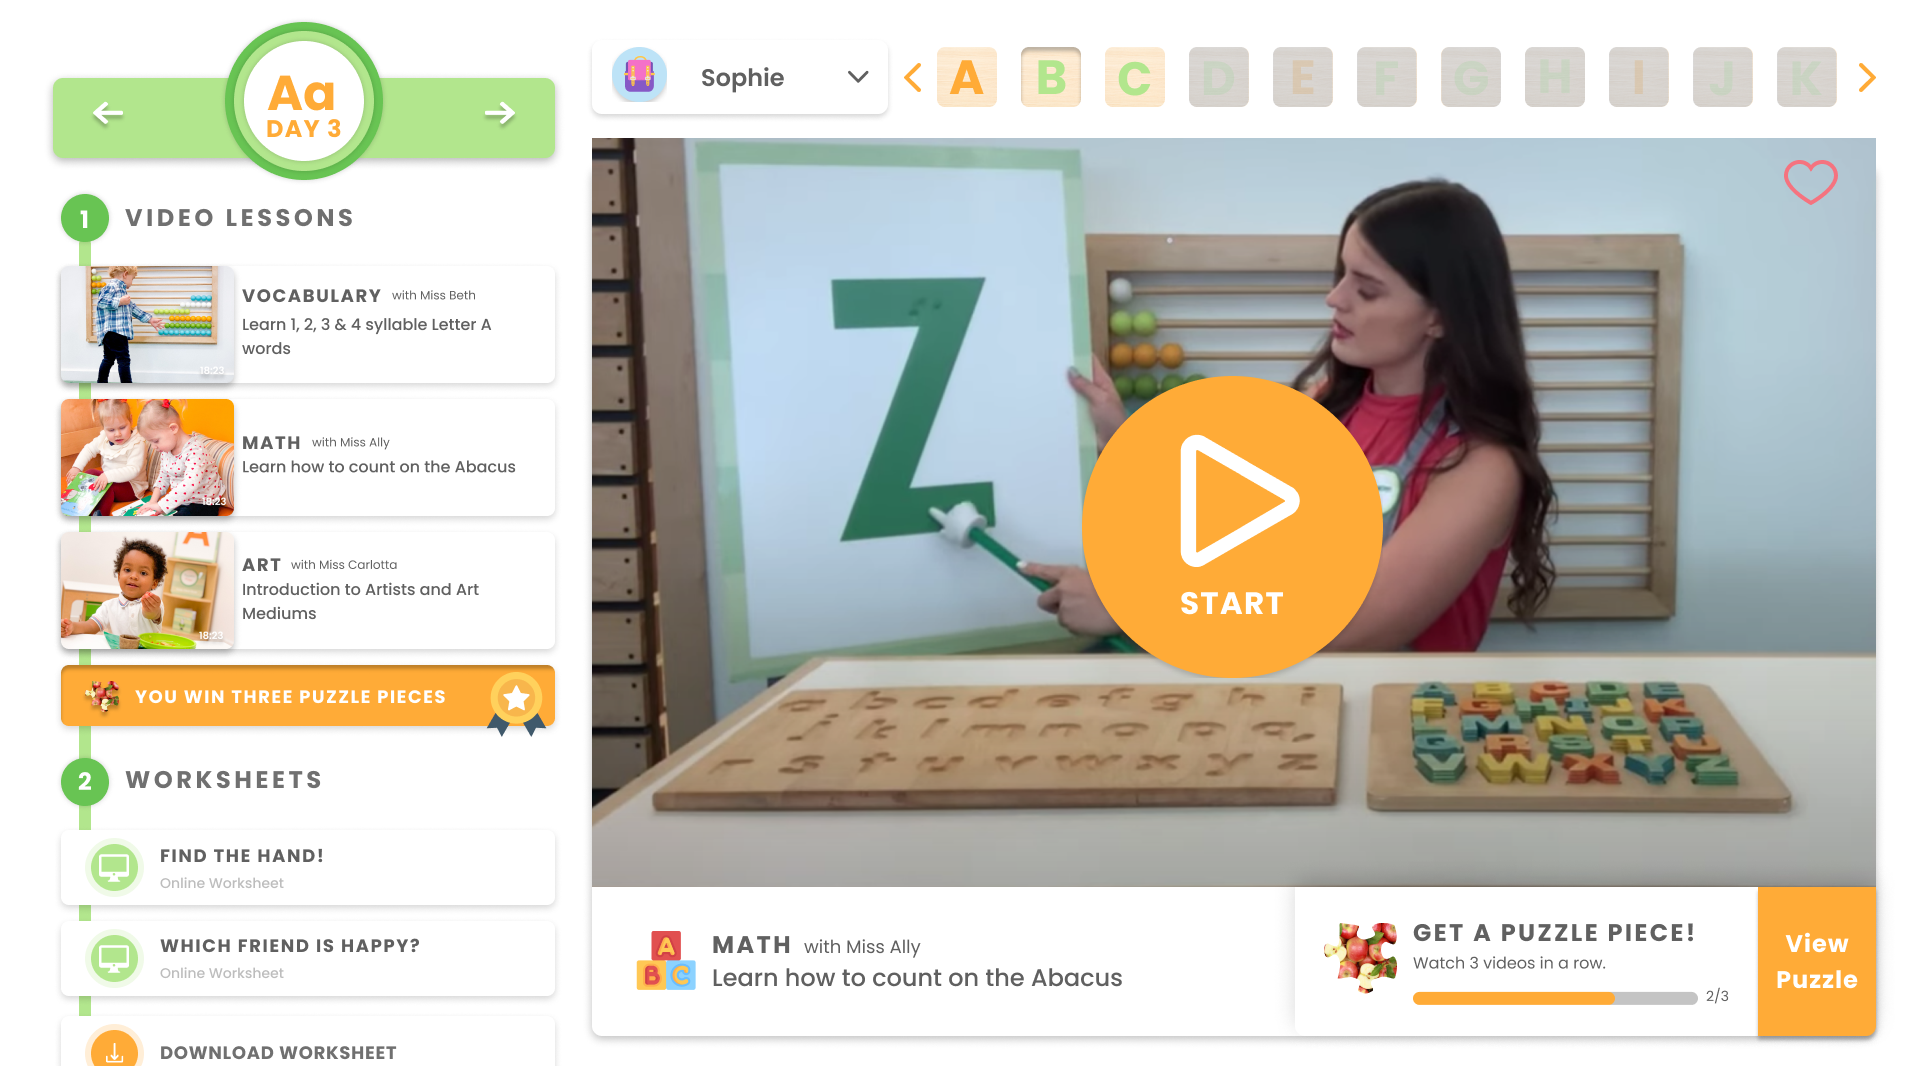 Aa
DAY 3
1 VIDEO LESSONS
VOCABULARY with Miss Beth
Learn 1, 2, 3 & 4 syllable Letter A
words
18:23
MATH with Miss Ally
Learn how to count on the Abacus
18:23
A
ART with Miss Carlotta
Introduction to Artists and Art
Mediums
18:23
YOU WIN THREE PUZZLE PIECES
2 WORKSHEETS
FIND THE HAND!
Online Worksheet
WHICH FRIEND IS HAPPY?
Online Worksheet
DOWNLOAD WORKSHEET
Sophie
A B C D E F G H I J K
Z
START
a b c d e f g h i
j k l m n o p q
r s t u v w x y z
A B C D E
F G H I J K
L M N O P
Q R S T U
V W X Y Z
A
B C
MATH with Miss Ally
Learn how to count on the Abacus
GET A PUZZLE PIECE!
Watch 3 videos in a row.
2/3
View
Puzzle